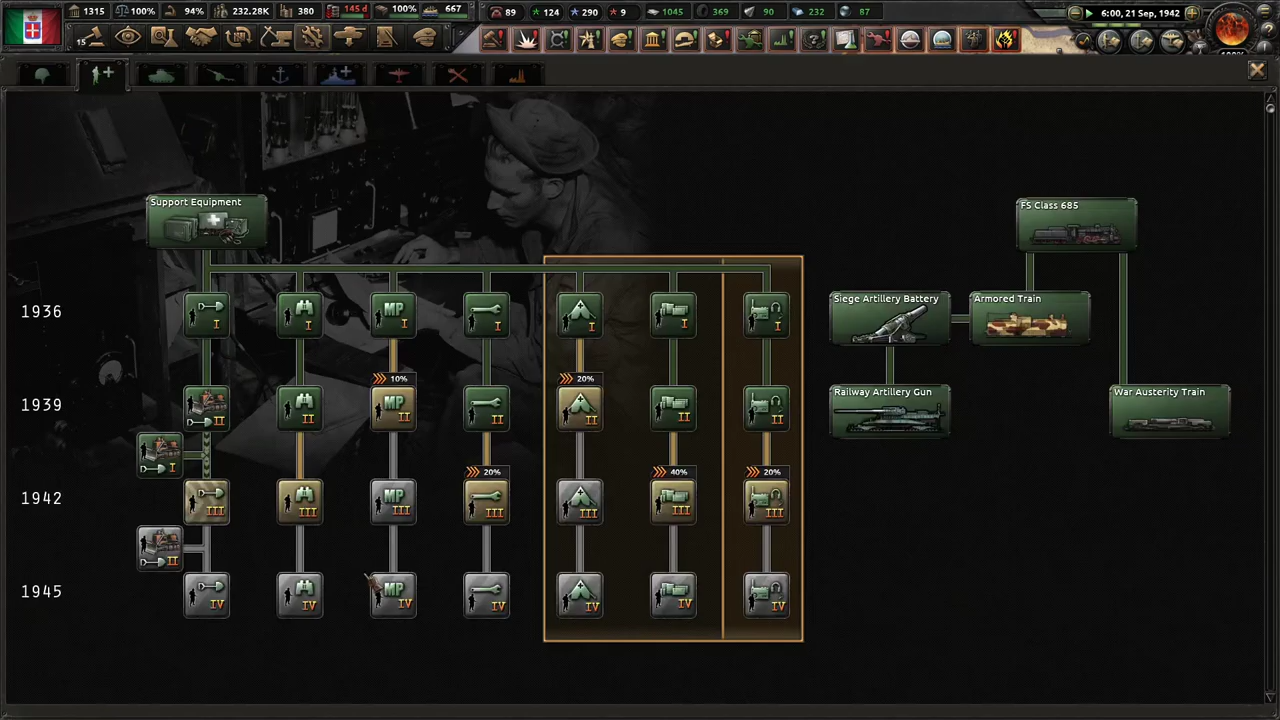 1315 100% 94% 232.28K 380 145 d 100% 667 89 124 290 9 1045 369 90 232 87 6:00, 21 Sep, 1942
15
100%
Support Equipment
FS Class 685
1936 I I MP I I I I I
Siege Artillery Battery Armored Train
10% 20%
1939 II II MP II II II II II
Railway Artillery Gun War Austerity Train
I
20% 40% 20%
1942 III III MP III III III III III
II
1945 IV IV MP IV IV IV IV IV